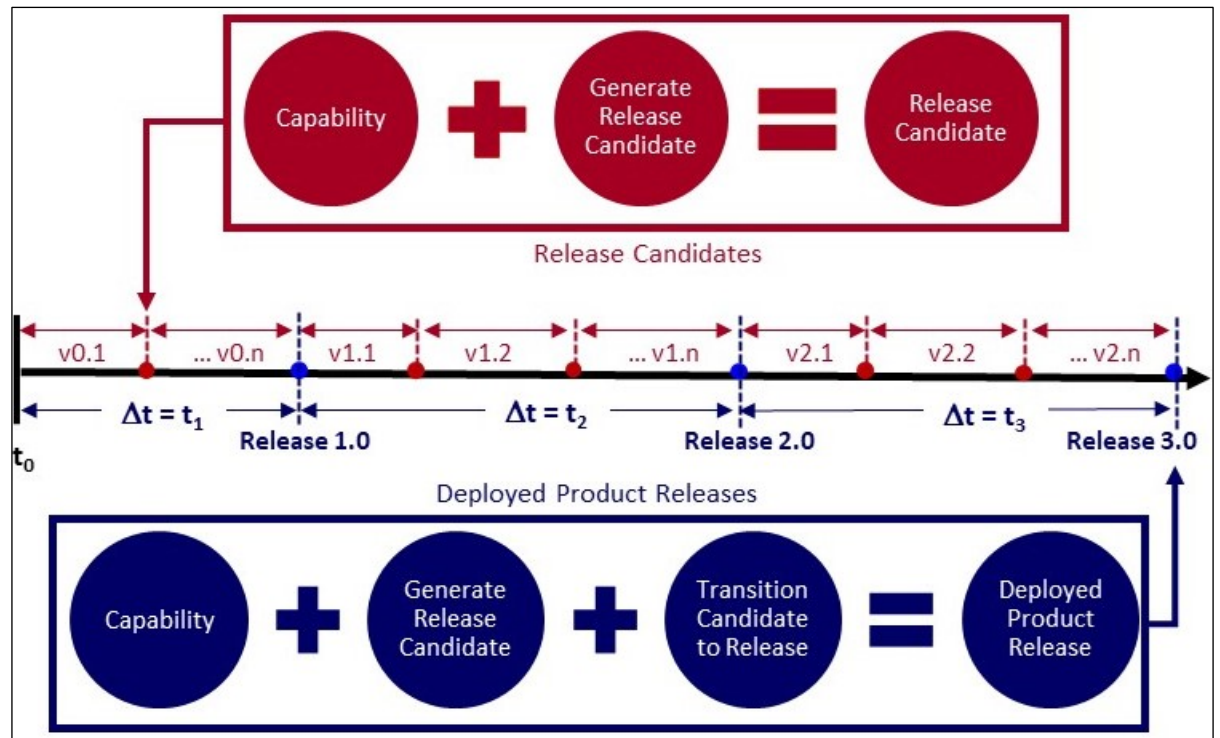 Capability
Generate
Release
Candidate
Release
Candidate
Release Candidates
v0.1
... v0.n
v1.1
v1.2
... v1.n
v2.1
v2.2
... v2.n
Δt = t₁
Δt = t₂
Δt = t₃
Release 1.0
Release 2.0
Release 3.0
t₀
Deployed Product Releases
Capability
Generate
Release
Candidate
Transition
Candidate
to Release
Deployed
Product
Release